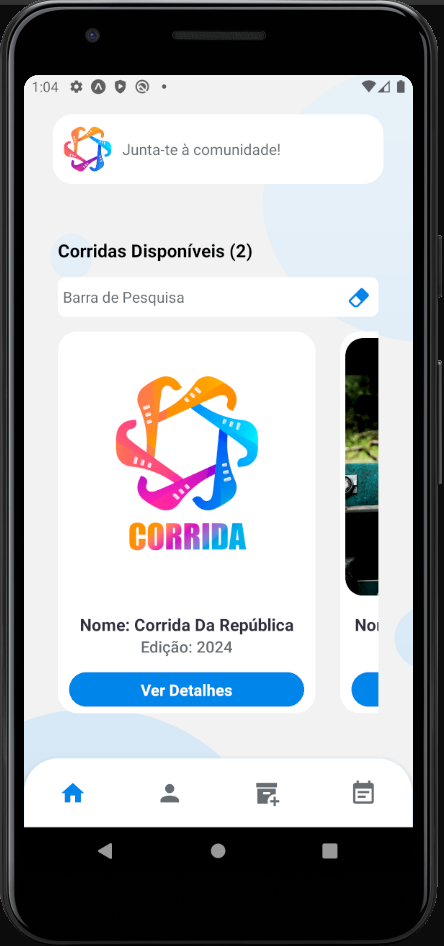 1:04
Junta-te à comunidade!
Corridas Disponíveis (2)
Barra de Pesquisa
CORRIDA
Nome: Corrida Da República
Edição: 2024
Ver Detalhes